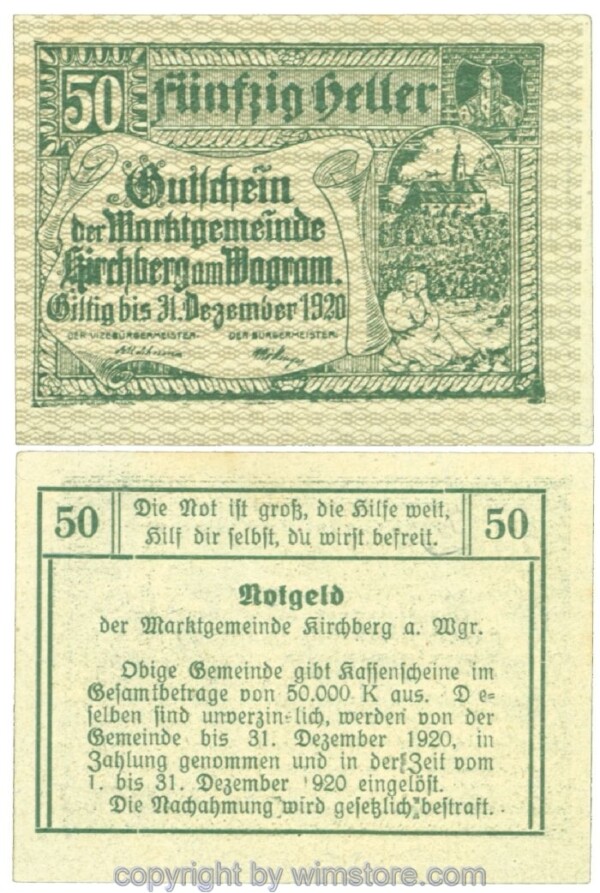 50 Fünfzig Heller
Gutschein
der Marktgemeinde
Kirchberg am Wagram.
Giltig bis 31. Dezember 1920
DER VIZEBÜRGERMEISTER. DER BÜRGERMEISTER.
50 Die Not ist groß, die Hilfe weit, 50
Hilf dir selbst, du wirst befreit.
Notgeld
der Marktgemeinde Kirchberg a. Wgr.
Obige Gemeinde gibt Kassenscheine im
Gesamtbetrage von 50.000 K aus. D e-
selben sind unverzinslich, werden von der
Gemeinde bis 31. Dezember 1920, in
Zahlung genommen und in der Zeit vom
1. bis 31. Dezember 920 eingelöst.
Die Nachahmung wird gesetzlich bestraft.
copyright by wimstore.com